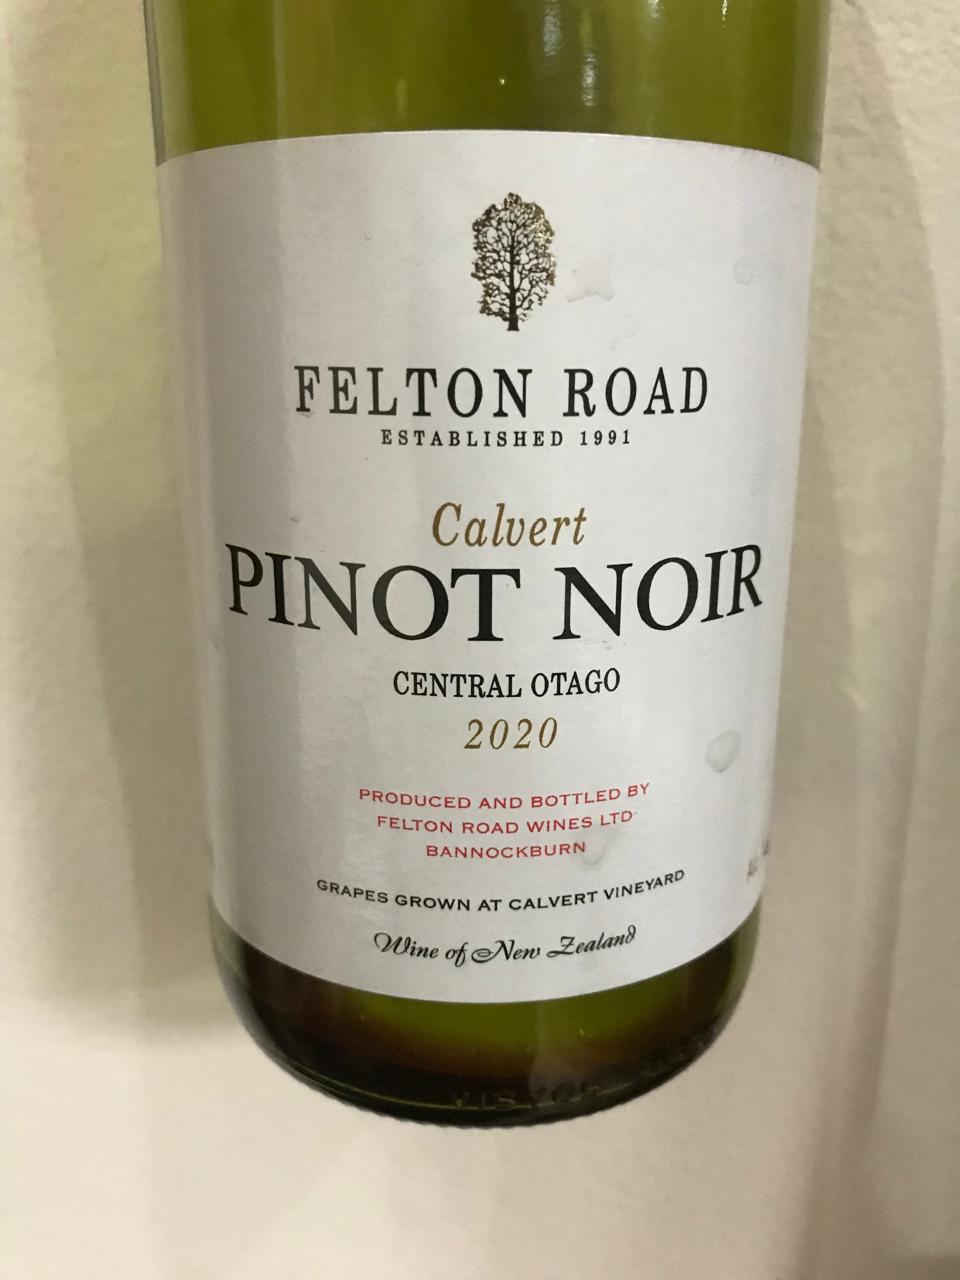 FELTON ROAD
ESTABLISHED 1991
Calvert
PINOT NOIR
CENTRAL OTAGO
2020
PRODUCED AND BOTTLED BY
FELTON ROAD WINES LTD
BANNOCKBURN
GRAPES GROWN AT CALVERT VINEYARD
Wine of New Zealand